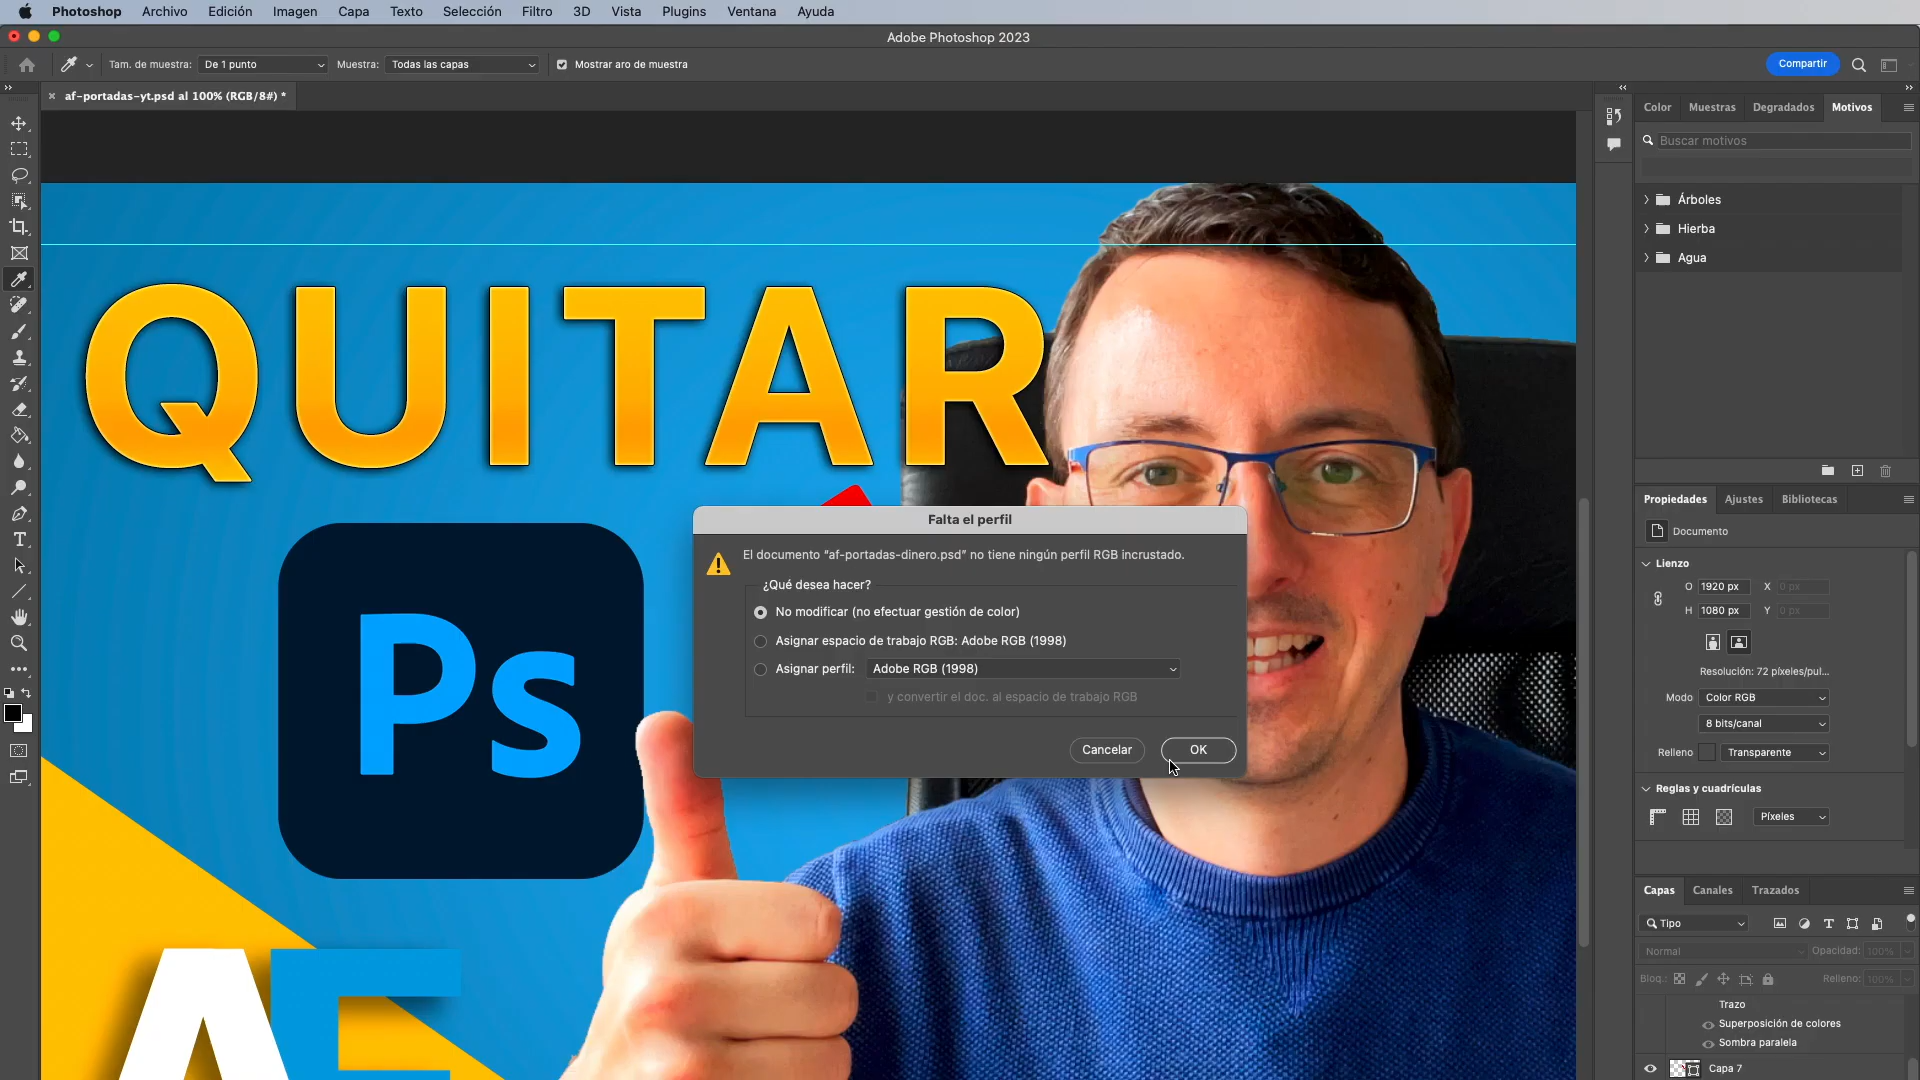 Photoshop Archivo Edición Imagen Capa Texto Selección Filtro 3D Vista Plugins Ventana Ayuda
Adobe Photoshop 2023
Tam. de muestra: De 1 punto Muestra: Todas las capas Mostrar aro de muestra Compartir
af-portadas-yt.psd al 100% (RGB/8#) *
Color Muestras Degradados Motivos
Buscar motivos
Árboles
Hierba
Agua
QUITAR
Ps
AF
Falta el perfil
El documento “af-portadas-dinero.psd” no tiene ningún perfil RGB incrustado.
¿Qué desea hacer?
No modificar (no efectuar gestión de color)
Asignar espacio de trabajo RGB: Adobe RGB (1998)
Asignar perfil: Adobe RGB (1998)
y convertir el doc. al espacio de trabajo RGB
Cancelar OK
Propiedades Ajustes Bibliotecas
Documento
Lienzo
O 1920 px X 0 px
H 1080 px Y 0 px
Resolución: 72 píxeles/pul...
Modo Color RGB
8 bits/canal
Relleno Transparente
Reglas y cuadrículas
Píxeles
Capas Canales Trazados
Tipo
Normal Opacidad: 100%
Bloq.: Relleno: 100%
Trazo
Superposición de colores
Sombra paralela
Capa 7